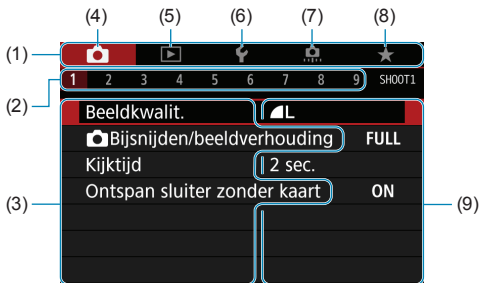 (4) (5) (6) (7) (8)
(1)
(2) 1 2 3 4 5 6 7 8 9 SHOOT1
Beeldkwalit. L
Bijsnijden/beeldverhouding FULL
Kijktijd 2 sec.
(3) Ontspan sluiter zonder kaart ON (9)